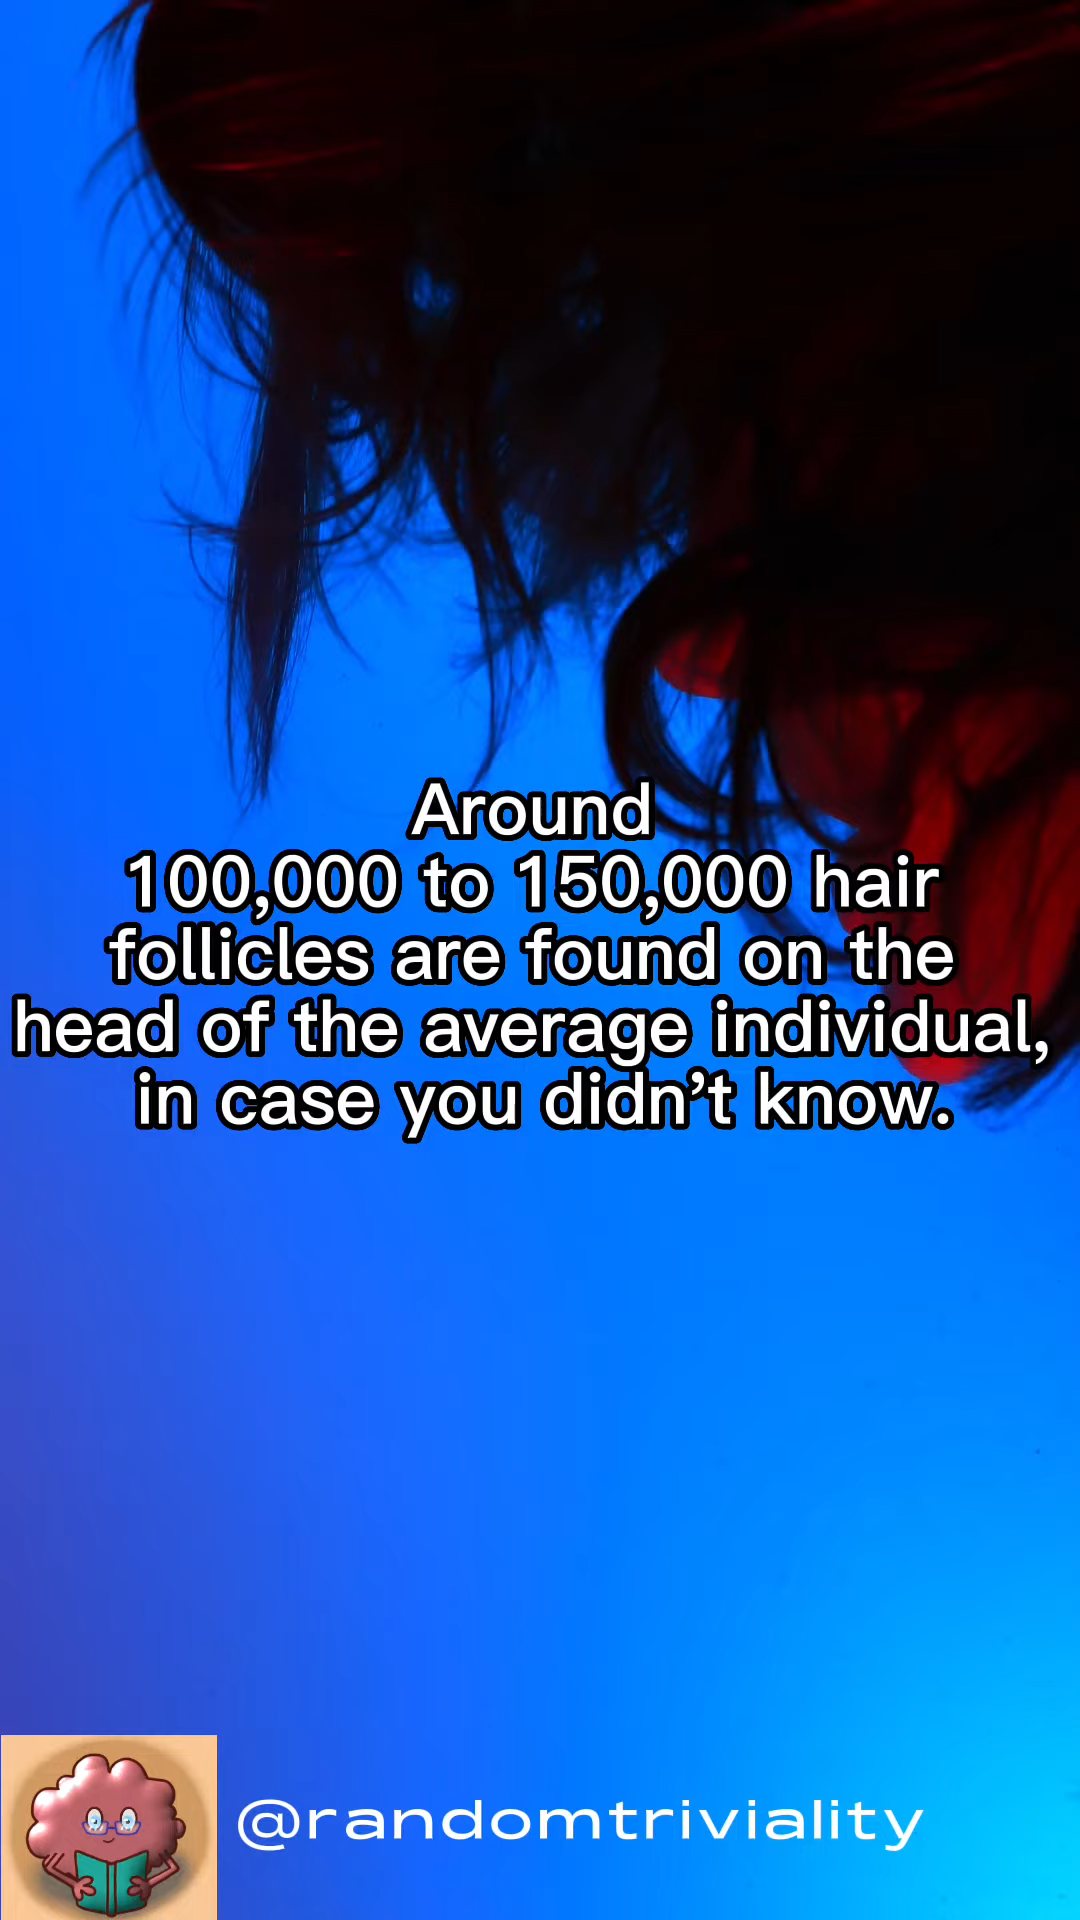 Around
100,000 to 150,000 hair
follicles are found on the
head of the average individual,
in case you didn’t know.
@randomtriviality